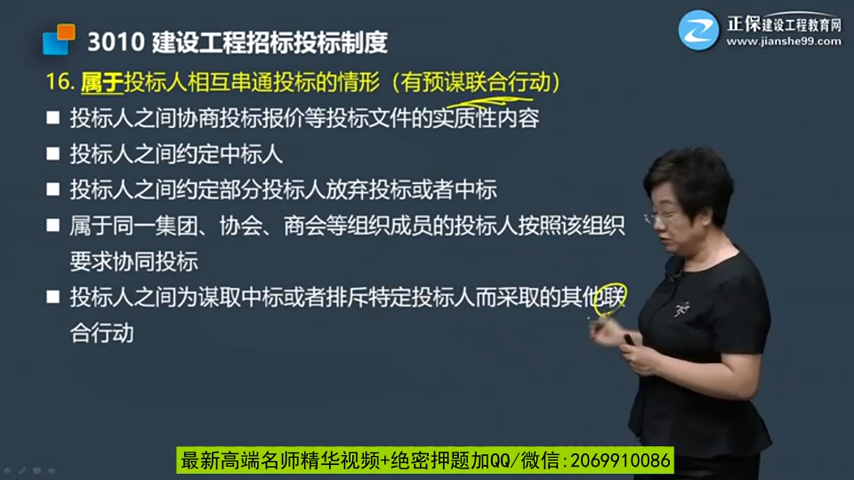 正保建设工程教育网
www.jianshe99.com
3010 建设工程招标投标制度
16. 属于投标人相互串通投标的情形（有预谋联合行动）
■ 投标人之间协商投标报价等投标文件的实质性内容
■ 投标人之间约定中标人
■ 投标人之间约定部分投标人放弃投标或者中标
■ 属于同一集团、协会、商会等组织成员的投标人按照该组织
要求协同投标
■ 投标人之间为谋取中标或者排斥特定投标人而采取的其他联
合行动
最新高端名师精华视频+绝密押题加QQ/微信:2069910086